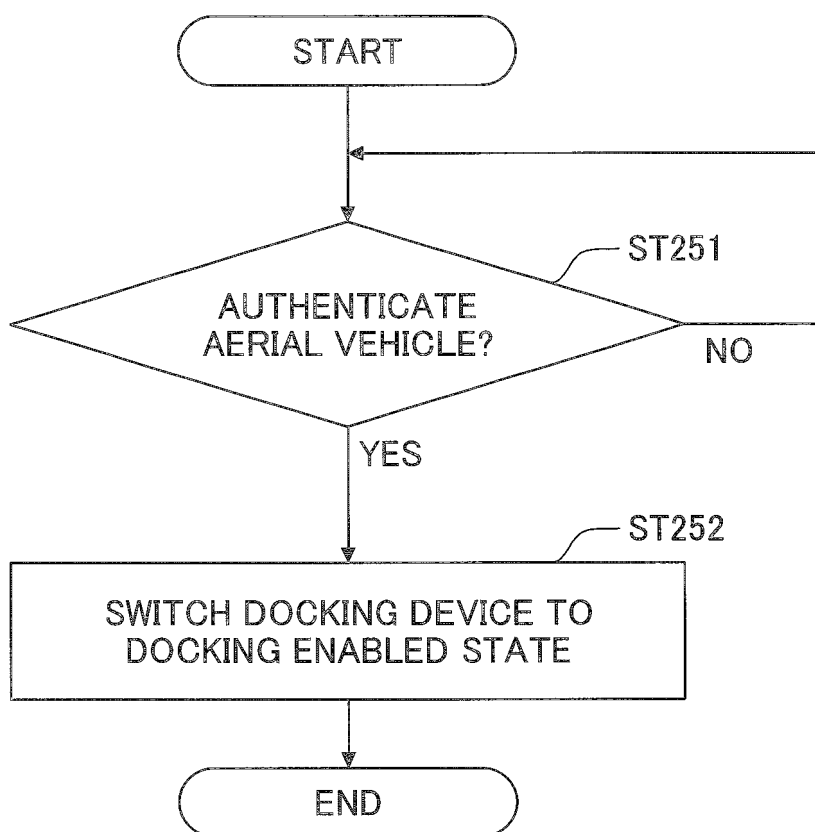 START
ST251
AUTHENTICATE
AERIAL VEHICLE?
NO
YES
ST252
SWITCH DOCKING DEVICE TO
DOCKING ENABLED STATE
END